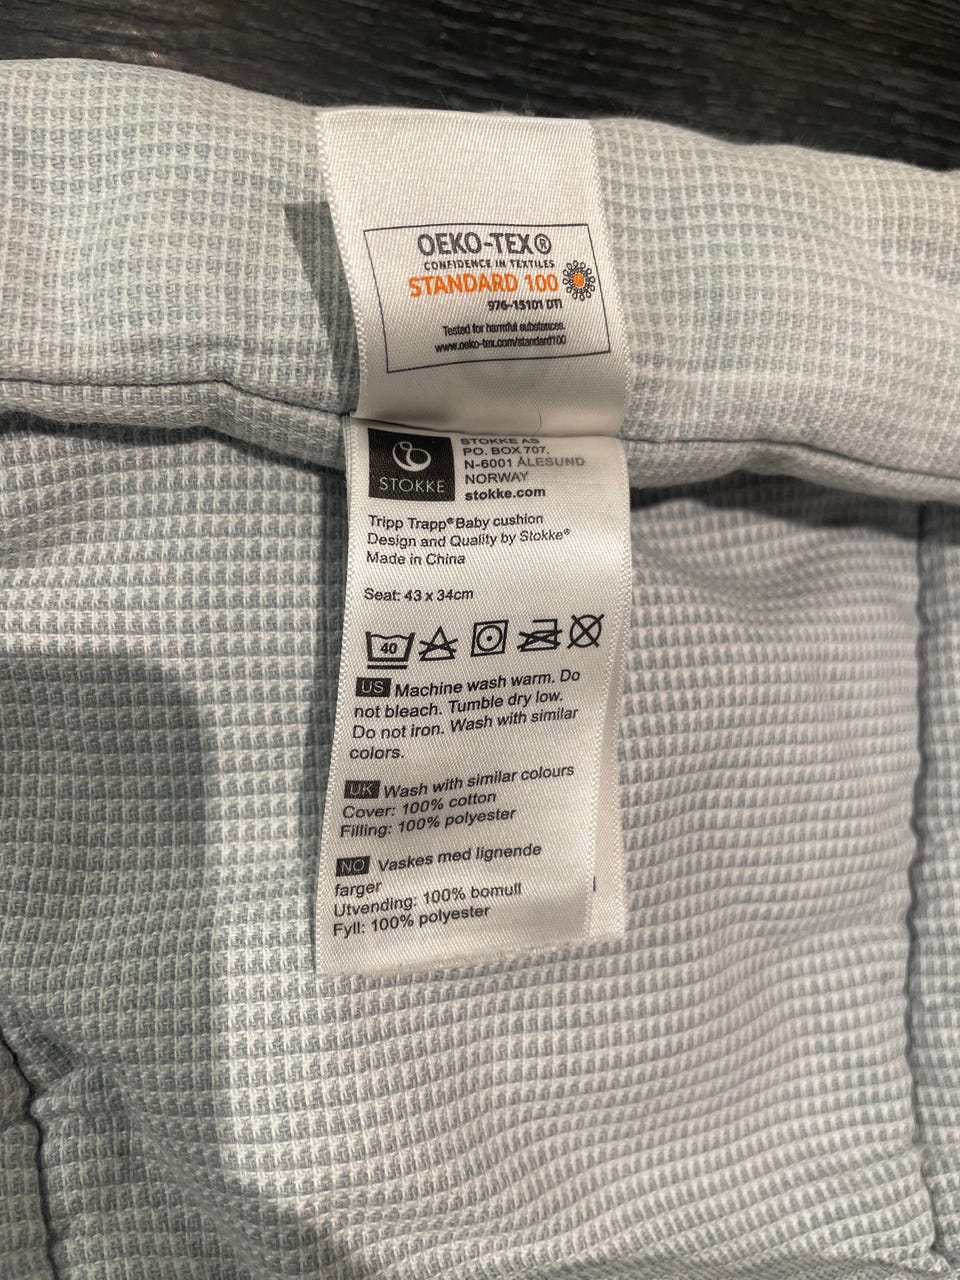 OEKO-TEX®
CONFIDENCE IN TEXTILES
STANDARD 100
976-15101 DTI
Tested for harmful substances.
www.oeko-tex.com/standard100
STOKKE
STOKKE AS
PO. BOX 707,
N-6001 ÅLESUND
NORWAY
stokke.com
Tripp Trapp® Baby cushion
Design and Quality by Stokke®
Made in China
Seat: 43 x 34cm
40
US Machine wash warm. Do
not bleach. Tumble dry low.
Do not iron. Wash with similar
colors.
UK Wash with similar colours
Cover: 100% cotton
Filling: 100% polyester
NO Vaskes med lignende
farger
Utvending: 100% bomull
Fyll: 100% polyester